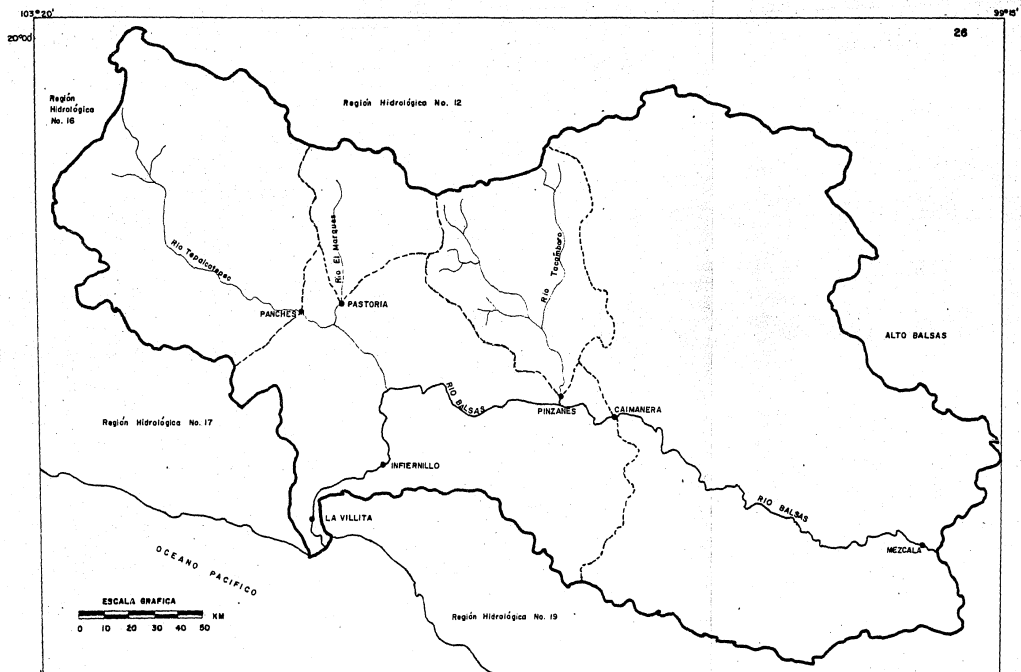 103°20'
99°15'
20°00'
26
Región
Hidrológica
No. 16
Región Hidrológica No. 12
Río Tepalcatepec
Río El Marques
Río Tacámbaro
PASTORIA
PANCHES
ALTO BALSAS
RIO BALSAS
PINZANES
CAIMANERA
Región Hidrológica No. 17
INFIERNILLO
RIO BALSAS
LA VILLITA
MEZCALA
OCEANO PACIFICO
ESCALA GRAFICA
KM
0 10 20 30 40 50
Región Hidrológica No. 19